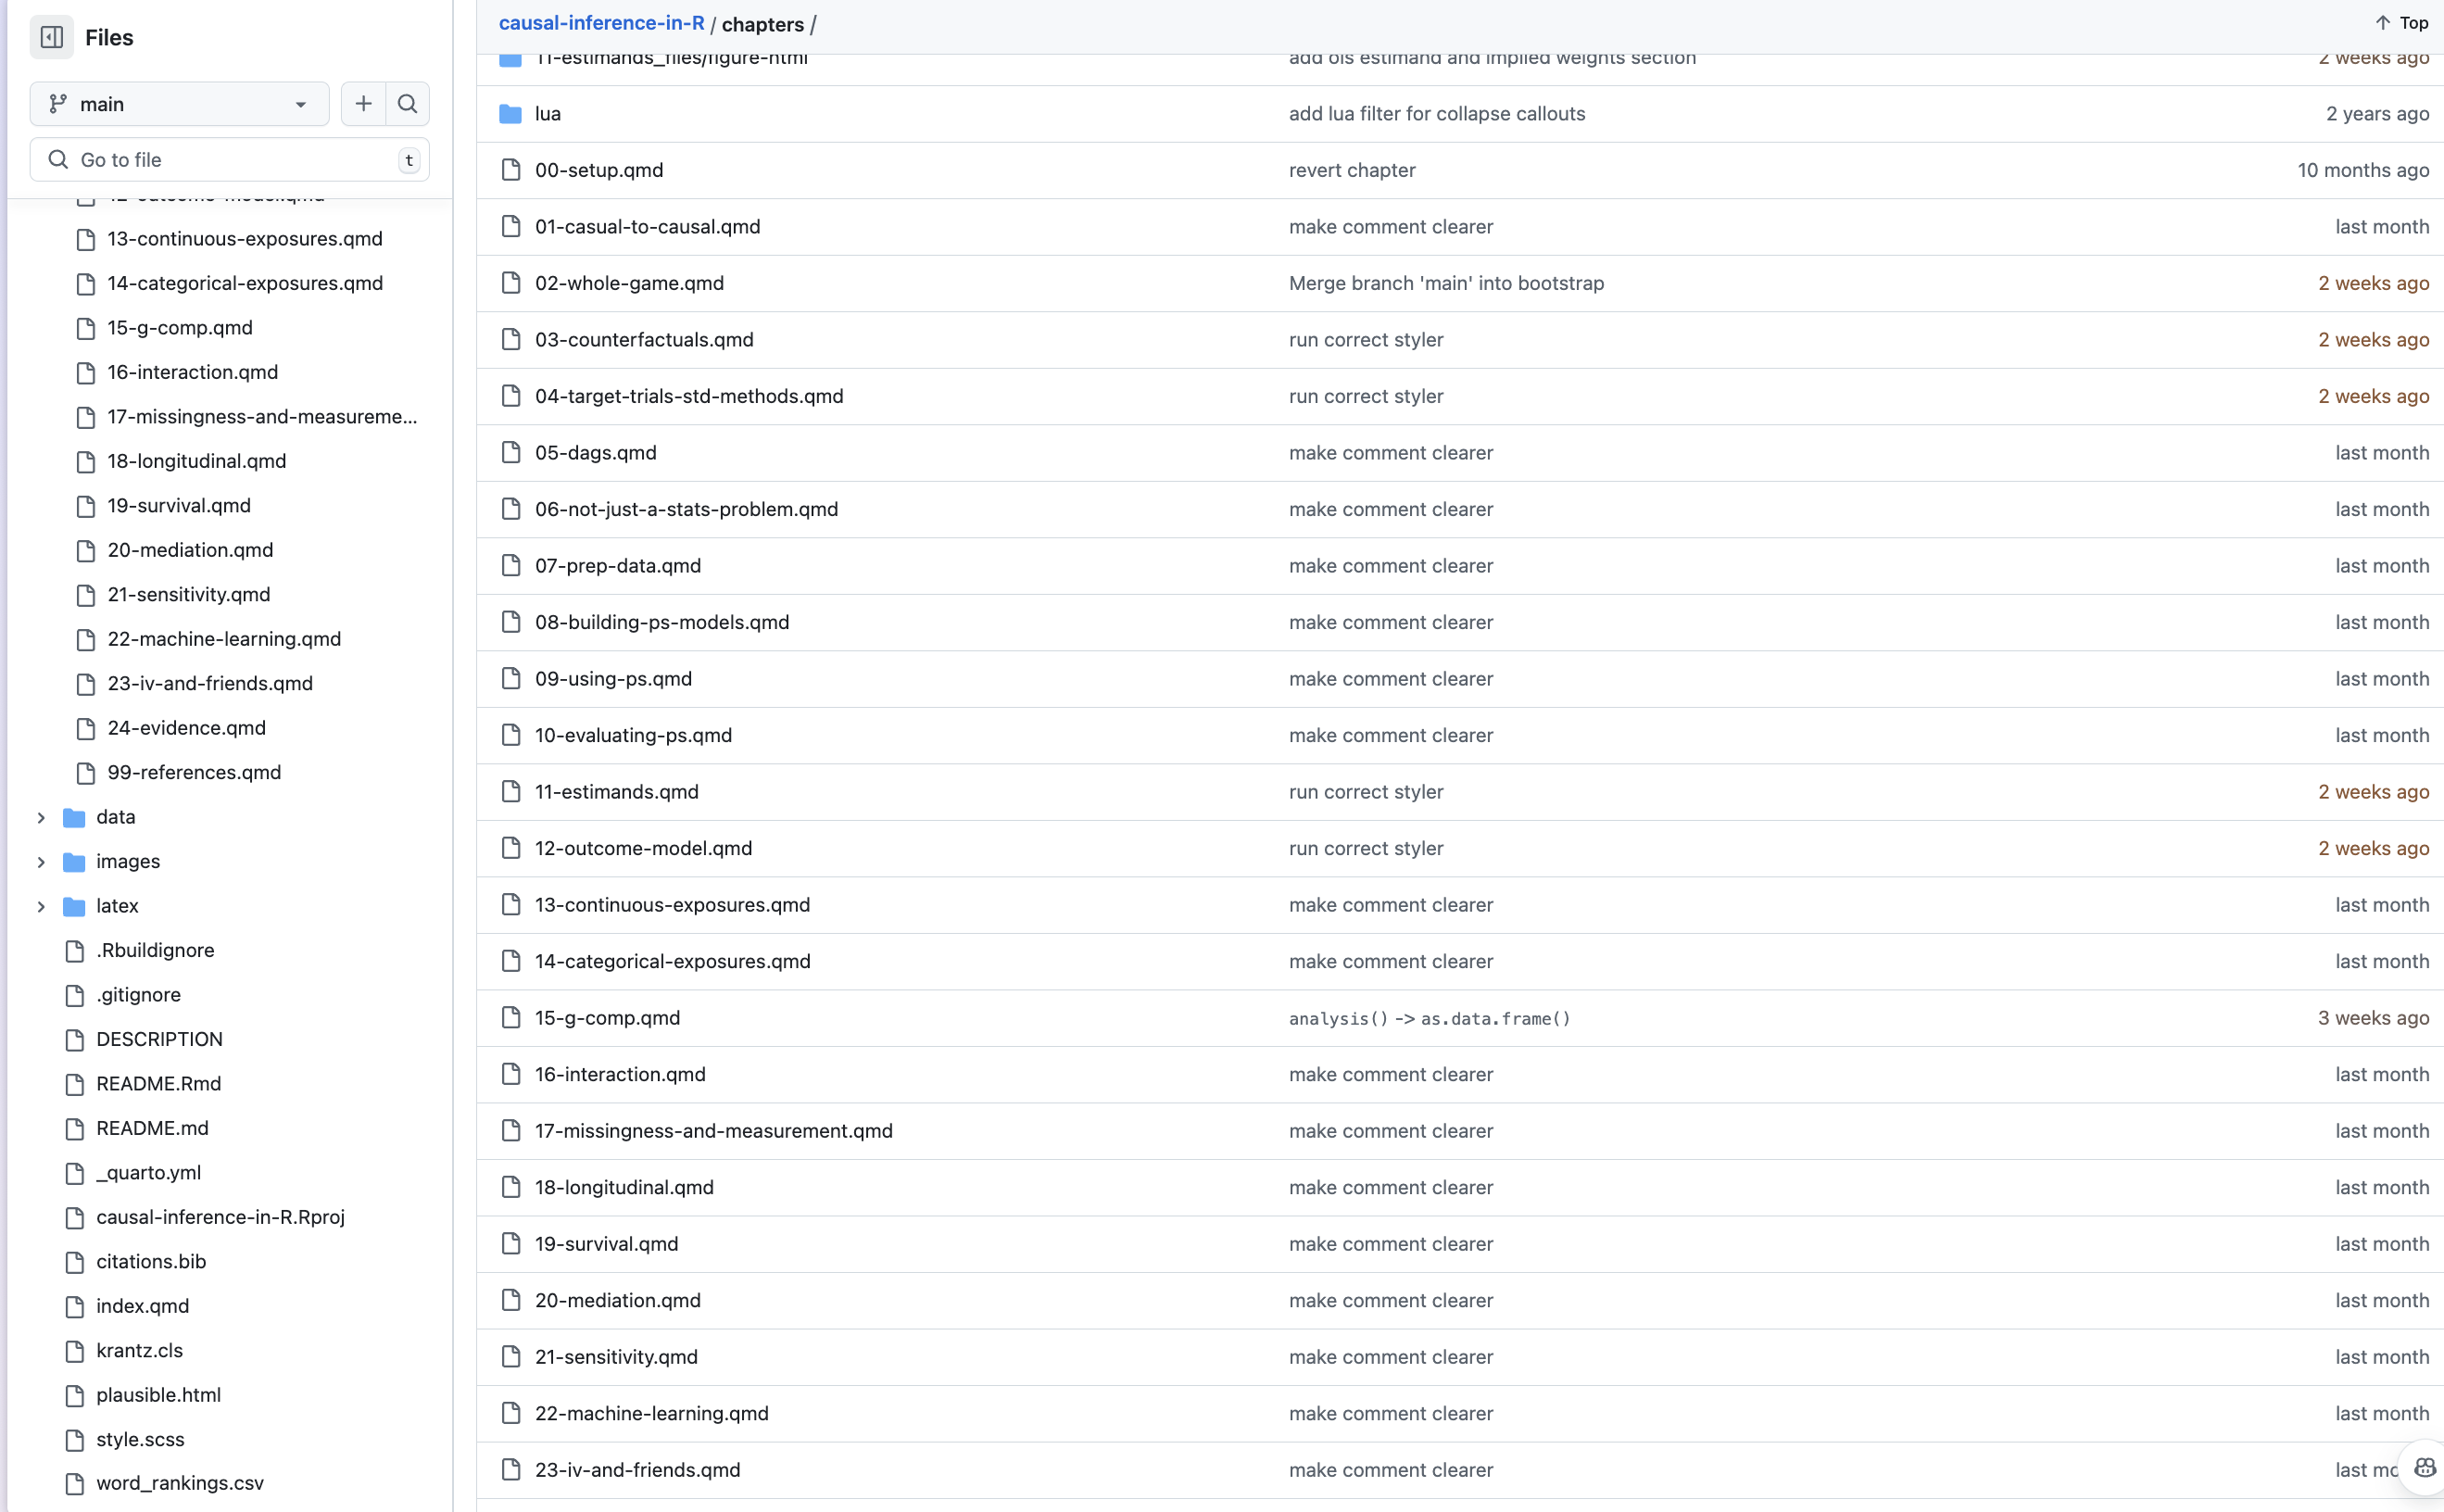 Files
main
Go to file
t
12-outcome-model.qmd
13-continuous-exposures.qmd
14-categorical-exposures.qmd
15-g-comp.qmd
16-interaction.qmd
17-missingness-and-measureme...
18-longitudinal.qmd
19-survival.qmd
20-mediation.qmd
21-sensitivity.qmd
22-machine-learning.qmd
23-iv-and-friends.qmd
24-evidence.qmd
99-references.qmd
data
images
latex
.Rbuildignore
.gitignore
DESCRIPTION
README.Rmd
README.md
_quarto.yml
causal-inference-in-R.Rproj
citations.bib
index.qmd
krantz.cls
plausible.html
style.scss
word_rankings.csv
causal-inference-in-R / chapters /
Top
11-estimands_files/figure-html add ols estimand and implied weights section 2 weeks ago
lua add lua filter for collapse callouts 2 years ago
00-setup.qmd revert chapter 10 months ago
01-casual-to-causal.qmd make comment clearer last month
02-whole-game.qmd Merge branch 'main' into bootstrap 2 weeks ago
03-counterfactuals.qmd run correct styler 2 weeks ago
04-target-trials-std-methods.qmd run correct styler 2 weeks ago
05-dags.qmd make comment clearer last month
06-not-just-a-stats-problem.qmd make comment clearer last month
07-prep-data.qmd make comment clearer last month
08-building-ps-models.qmd make comment clearer last month
09-using-ps.qmd make comment clearer last month
10-evaluating-ps.qmd make comment clearer last month
11-estimands.qmd run correct styler 2 weeks ago
12-outcome-model.qmd run correct styler 2 weeks ago
13-continuous-exposures.qmd make comment clearer last month
14-categorical-exposures.qmd make comment clearer last month
15-g-comp.qmd analysis() -> as.data.frame() 3 weeks ago
16-interaction.qmd make comment clearer last month
17-missingness-and-measurement.qmd make comment clearer last month
18-longitudinal.qmd make comment clearer last month
19-survival.qmd make comment clearer last month
20-mediation.qmd make comment clearer last month
21-sensitivity.qmd make comment clearer last month
22-machine-learning.qmd make comment clearer last month
23-iv-and-friends.qmd make comment clearer last mo